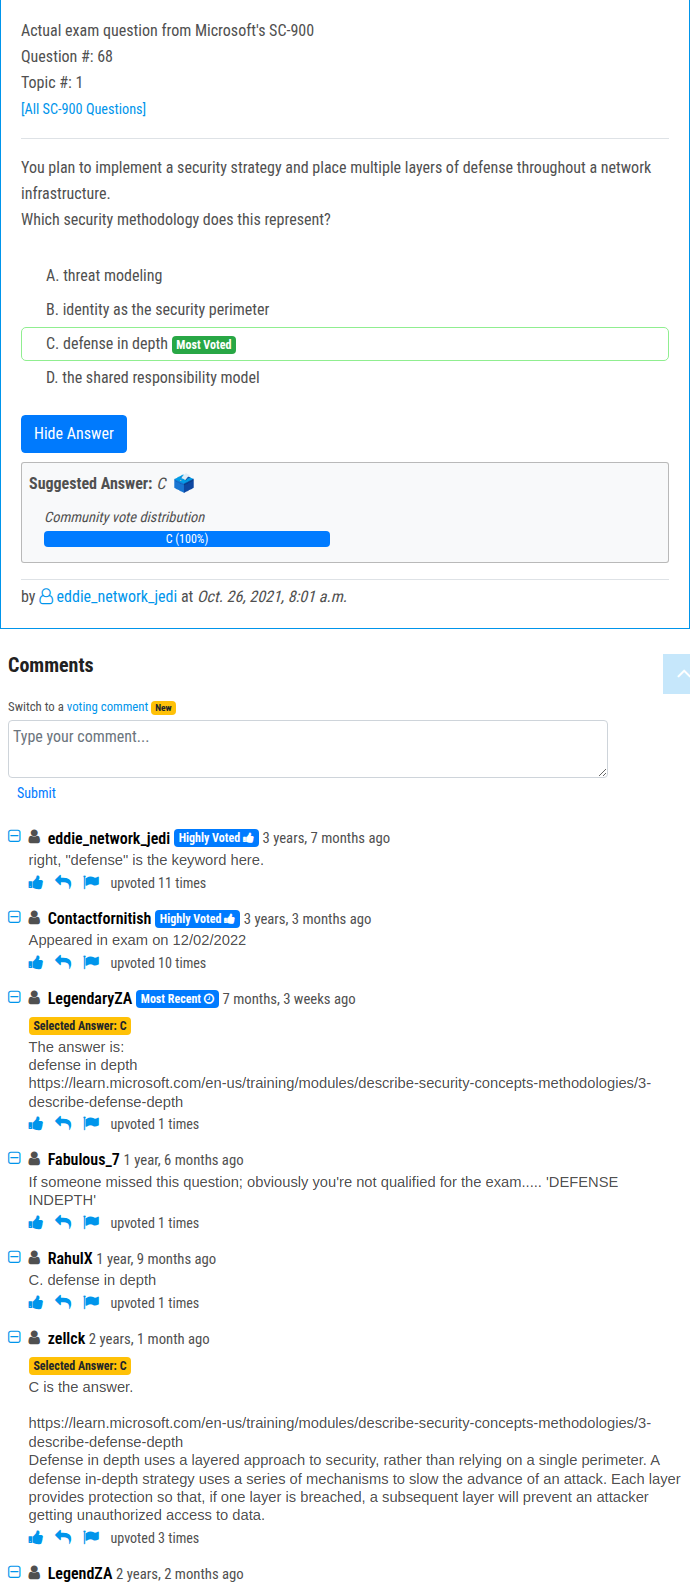 Actual exam question from Microsoft's SC-900
Question #: 68
Topic #: 1
[All SC-900 Questions]
You plan to implement a security strategy and place multiple layers of defense throughout a network
infrastructure.
Which security methodology does this represent?
A. threat modeling
B. identity as the security perimeter
C. defense in depth Most Voted
D. the shared responsibility model
Hide Answer
Suggested Answer: C
Community vote distribution
C (100%)
by eddie_network_jedi at Oct. 26, 2021, 8:01 a.m.
Comments
Switch to a voting comment New
Type your comment...
Submit
eddie_network_jedi Highly Voted 3 years, 7 months ago
right, "defense" is the keyword here.
upvoted 11 times
Contactfornitish Highly Voted 3 years, 3 months ago
Appeared in exam on 12/02/2022
upvoted 10 times
LegendaryZA Most Recent 7 months, 3 weeks ago
Selected Answer: C
The answer is:
defense in depth
https://learn.microsoft.com/en-us/training/modules/describe-security-concepts-methodologies/3-
describe-defense-depth
upvoted 1 times
Fabulous_7 1 year, 6 months ago
If someone missed this question; obviously you're not qualified for the exam..... 'DEFENSE
INDEPTH'
upvoted 1 times
RahulX 1 year, 9 months ago
C. defense in depth
upvoted 1 times
zellck 2 years, 1 month ago
Selected Answer: C
C is the answer.
https://learn.microsoft.com/en-us/training/modules/describe-security-concepts-methodologies/3-
describe-defense-depth
Defense in depth uses a layered approach to security, rather than relying on a single perimeter. A
defense in-depth strategy uses a series of mechanisms to slow the advance of an attack. Each layer
provides protection so that, if one layer is breached, a subsequent layer will prevent an attacker
getting unauthorized access to data.
upvoted 3 times
LegendZA 2 years, 2 months ago